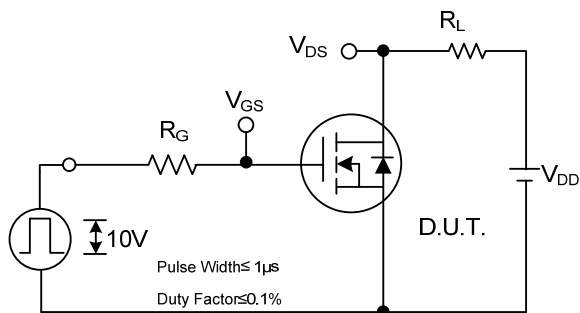 R_L
V_DS
V_GS
R_G
V_DD
D.U.T.
10V
Pulse Width≤ 1μs
Duty Factor≤0.1%